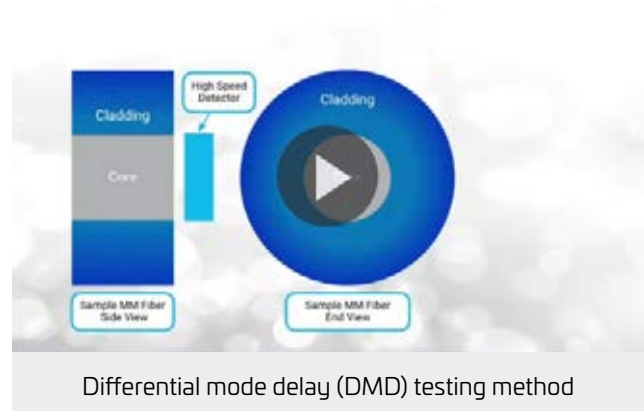 High Speed
Detector
Cladding
Cladding
Core
Sample MM Fiber
Side View
Sample MM Fiber
End View
Differential mode delay (DMD) testing method